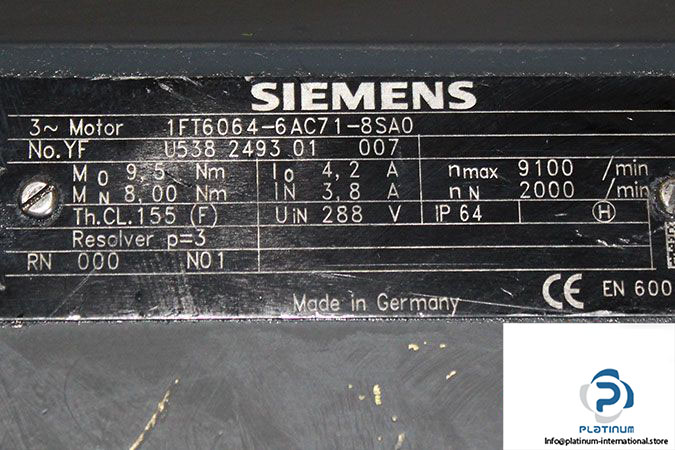 SIEMENS
3~ Motor 1FT6064-6AC71-8SA0
No.YF U538 2493 01 007
M0 9,5 Nm I0 4,2 A nmax 9100 /min
MN 8,00 Nm IN 3,8 A nN 2000 /min
Th.CL.155 (F) UIN 288 V IP 64 H
Resolver p=3
RN 000 N01
Made in Germany CE EN 600
PLATINUM
Info@platinum-international.store